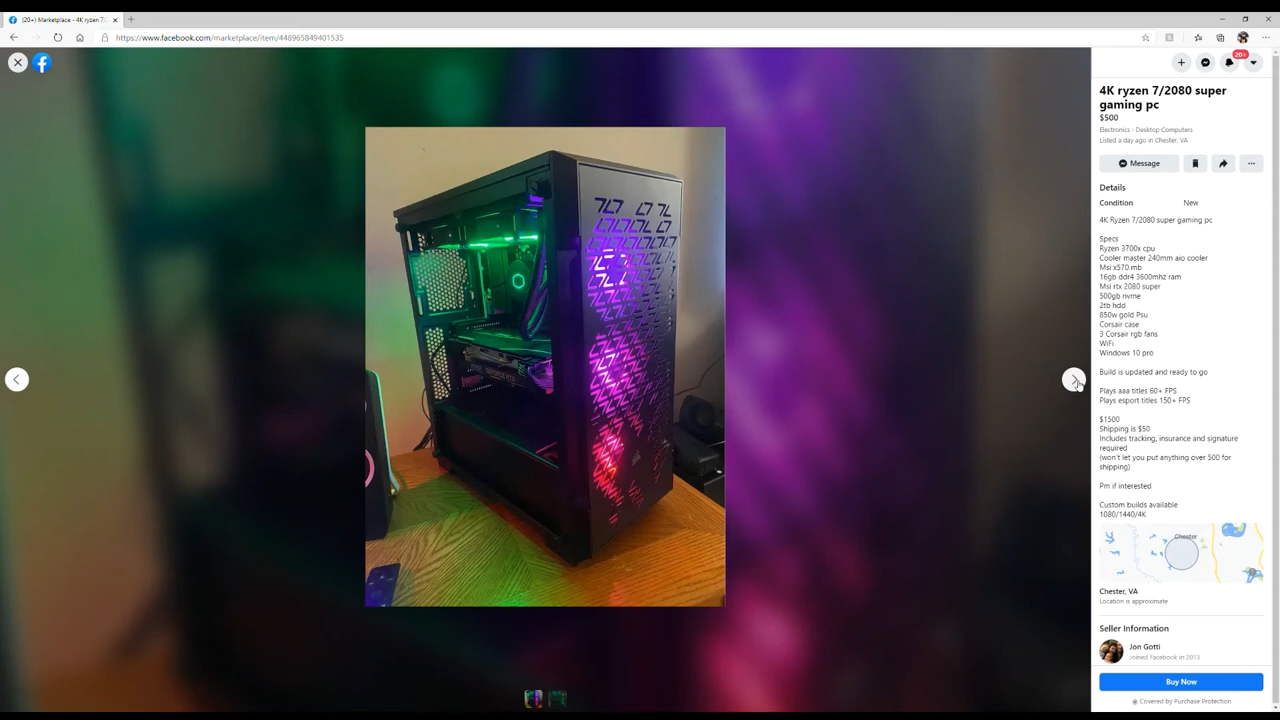 (20+) Marketplace - 4K ryzen 7/
https://www.facebook.com/marketplace/item/448965849401535
20+
4K ryzen 7/2080 super
gaming pc
$500
Electronics - Desktop Computers
Listed a day ago in Chester, VA
Message
Details
Condition New
4K Ryzen 7/2080 super gaming pc
Specs
Ryzen 3700x cpu
Cooler master 240mm aio cooler
Msi x570 mb
16gb ddr4 3600mhz ram
Msi rtx 2080 super
500gb nvme
2tb hdd
850w gold Psu
Corsair case
3 Corsair rgb fans
WiFi
Windows 10 pro
Build is updated and ready to go
Plays aaa titles 60+ FPS
Plays esport titles 150+ FPS
$1500
Shipping is $50
Includes tracking, insurance and signature
required
(won't let you put anything over 500 for
shipping)
Pm if interested
Custom builds available
1080/1440/4K
Chester
Chester, VA
Location is approximate
Seller Information
Jon Gotti
Joined Facebook in 2013
Buy Now
Covered by Purchase Protection